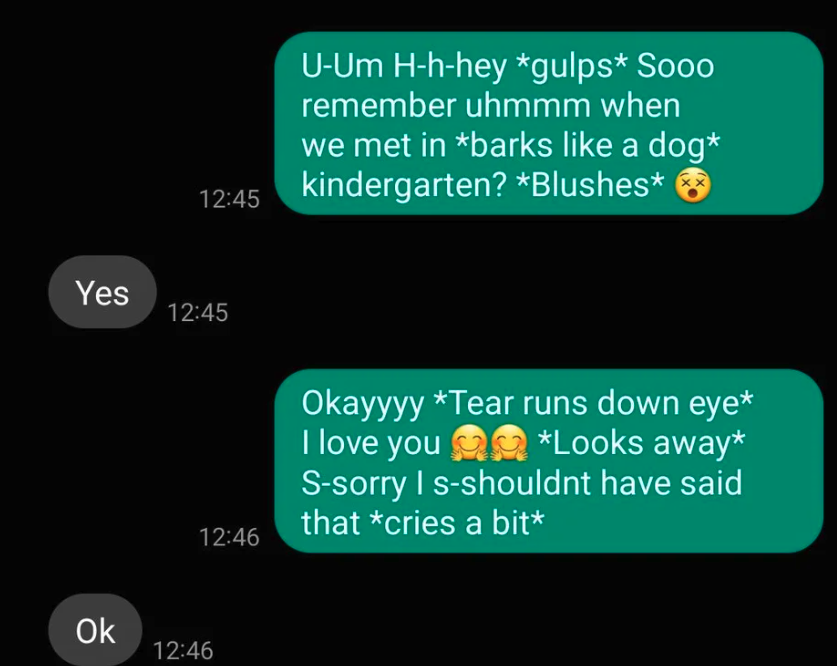 U-Um H-h-hey *gulps* Sooo
remember uhmmm when
we met in *barks like a dog*
kindergarten? *Blushes* 😵
12:45
Yes
12:45
Okayyyy *Tear runs down eye*
I love you 🤗🤗 *Looks away*
S-sorry I s-shouldnt have said
that *cries a bit*
12:46
Ok
12:46